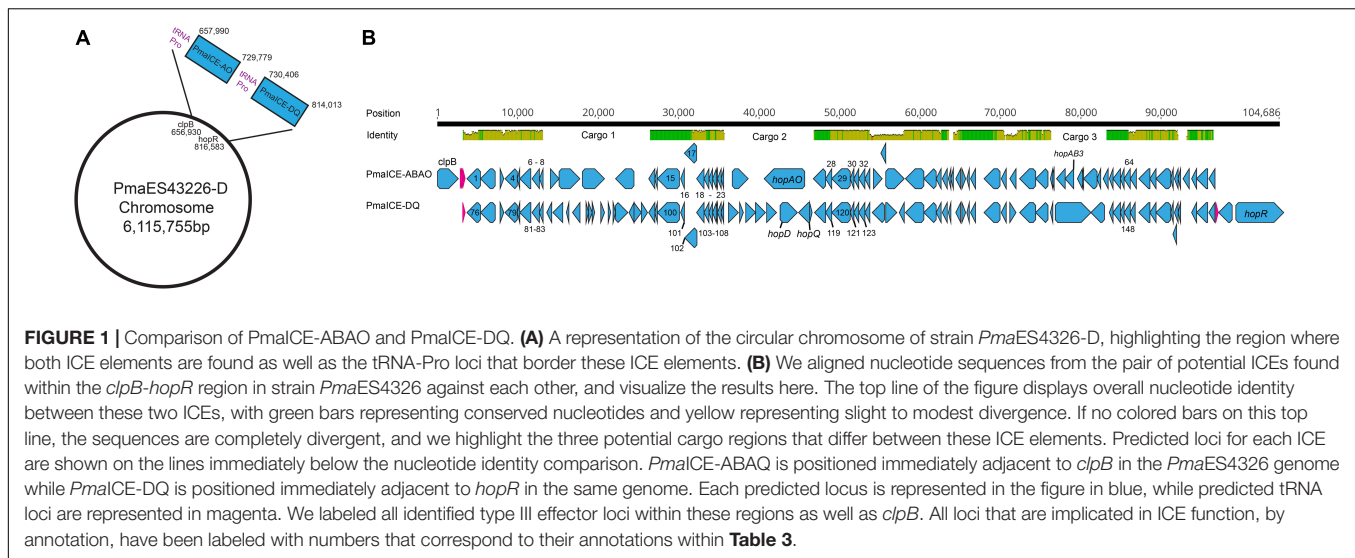 A
B
tRNA
Pro
657,990
PmaICE-AO
729,779
tRNA
Pro
730,406
PmaICE-DQ
814,013
clpB
656,930
hopR
816,583
PmaES43226-D
Chromosome
6,115,755bp
Position
1 10,000 20,000 30,000 40,000 50,000 60,000 70,000 80,000 90,000 104,686
Identity
Cargo 1 Cargo 2 Cargo 3
17
clpB 6 - 8 28 30 32 hopAB3 64
PmaICE-ABAO
1 4 15 hopAO 29
16 18 - 23
PmaICE-DQ
76 79 100 120 hopR
81-83 101 103-108 hopD hopQ 121 123 148
102 119
FIGURE 1 | Comparison of PmaICE-ABAO and PmaICE-DQ. (A) A representation of the circular chromosome of strain PmaES4326-D, highlighting the region where
both ICE elements are found as well as the tRNA-Pro loci that border these ICE elements. (B) We aligned nucleotide sequences from the pair of potential ICEs found
within the clpB-hopR region in strain PmaES4326 against each other, and visualize the results here. The top line of the figure displays overall nucleotide identity
between these two ICEs, with green bars representing conserved nucleotides and yellow representing slight to modest divergence. If no colored bars on this top
line, the sequences are completely divergent, and we highlight the three potential cargo regions that differ between these ICE elements. Predicted loci for each ICE
are shown on the lines immediately below the nucleotide identity comparison. PmaICE-ABAQ is positioned immediately adjacent to clpB in the PmaES4326 genome
while PmaICE-DQ is positioned immediately adjacent to hopR in the same genome. Each predicted locus is represented in the figure in blue, while predicted tRNA
loci are represented in magenta. We labeled all identified type III effector loci within these regions as well as clpB. All loci that are implicated in ICE function, by
annotation, have been labeled with numbers that correspond to their annotations within Table 3.